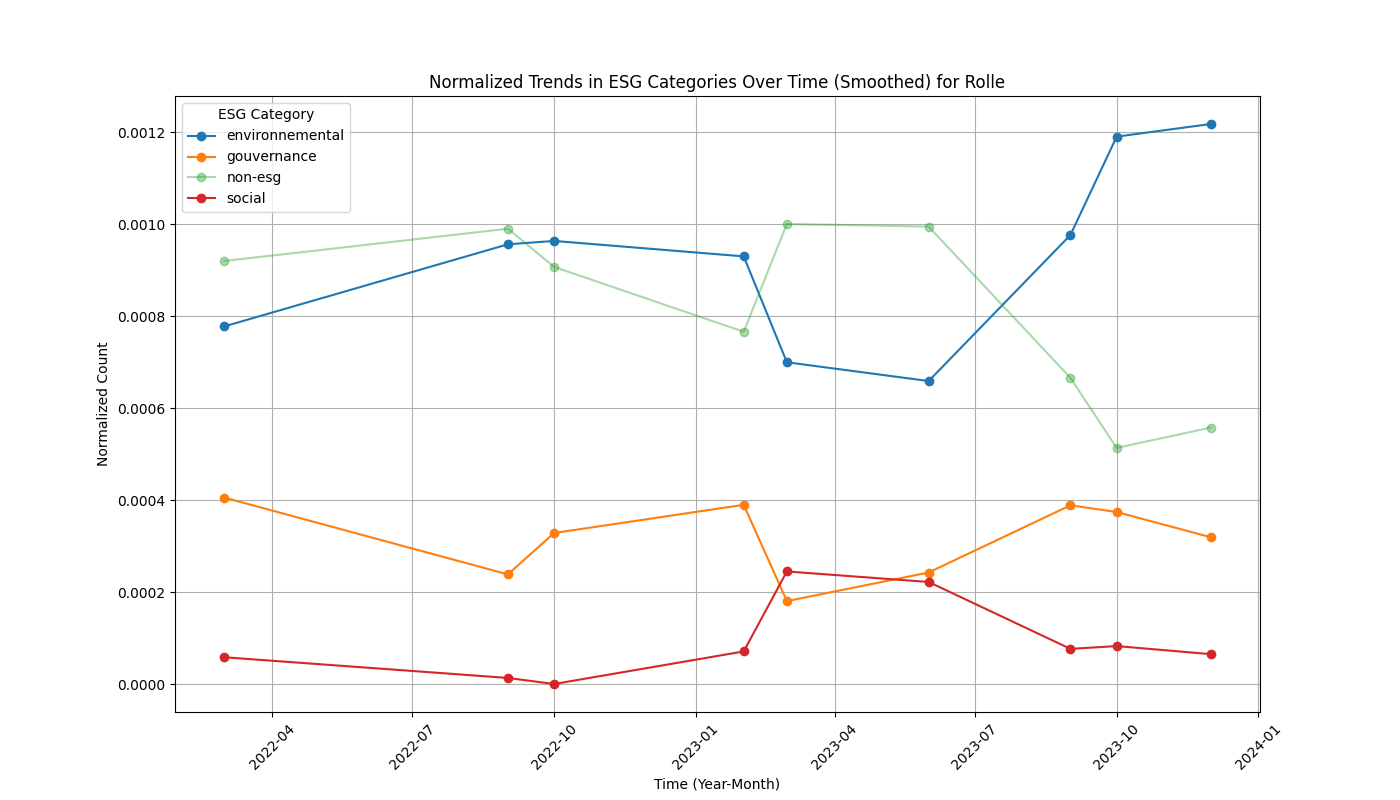 Normalized Trends in ESG Categories Over Time (Smoothed) for Rolle
ESG Category
environnemental
gouvernance
non-esg
social
0.0012
0.0010
0.0008
0.0006
0.0004
0.0002
0.0000
Normalized Count
2022-04
2022-07
2022-10
2023-01
2023-04
2023-07
2023-10
2024-01
Time (Year-Month)